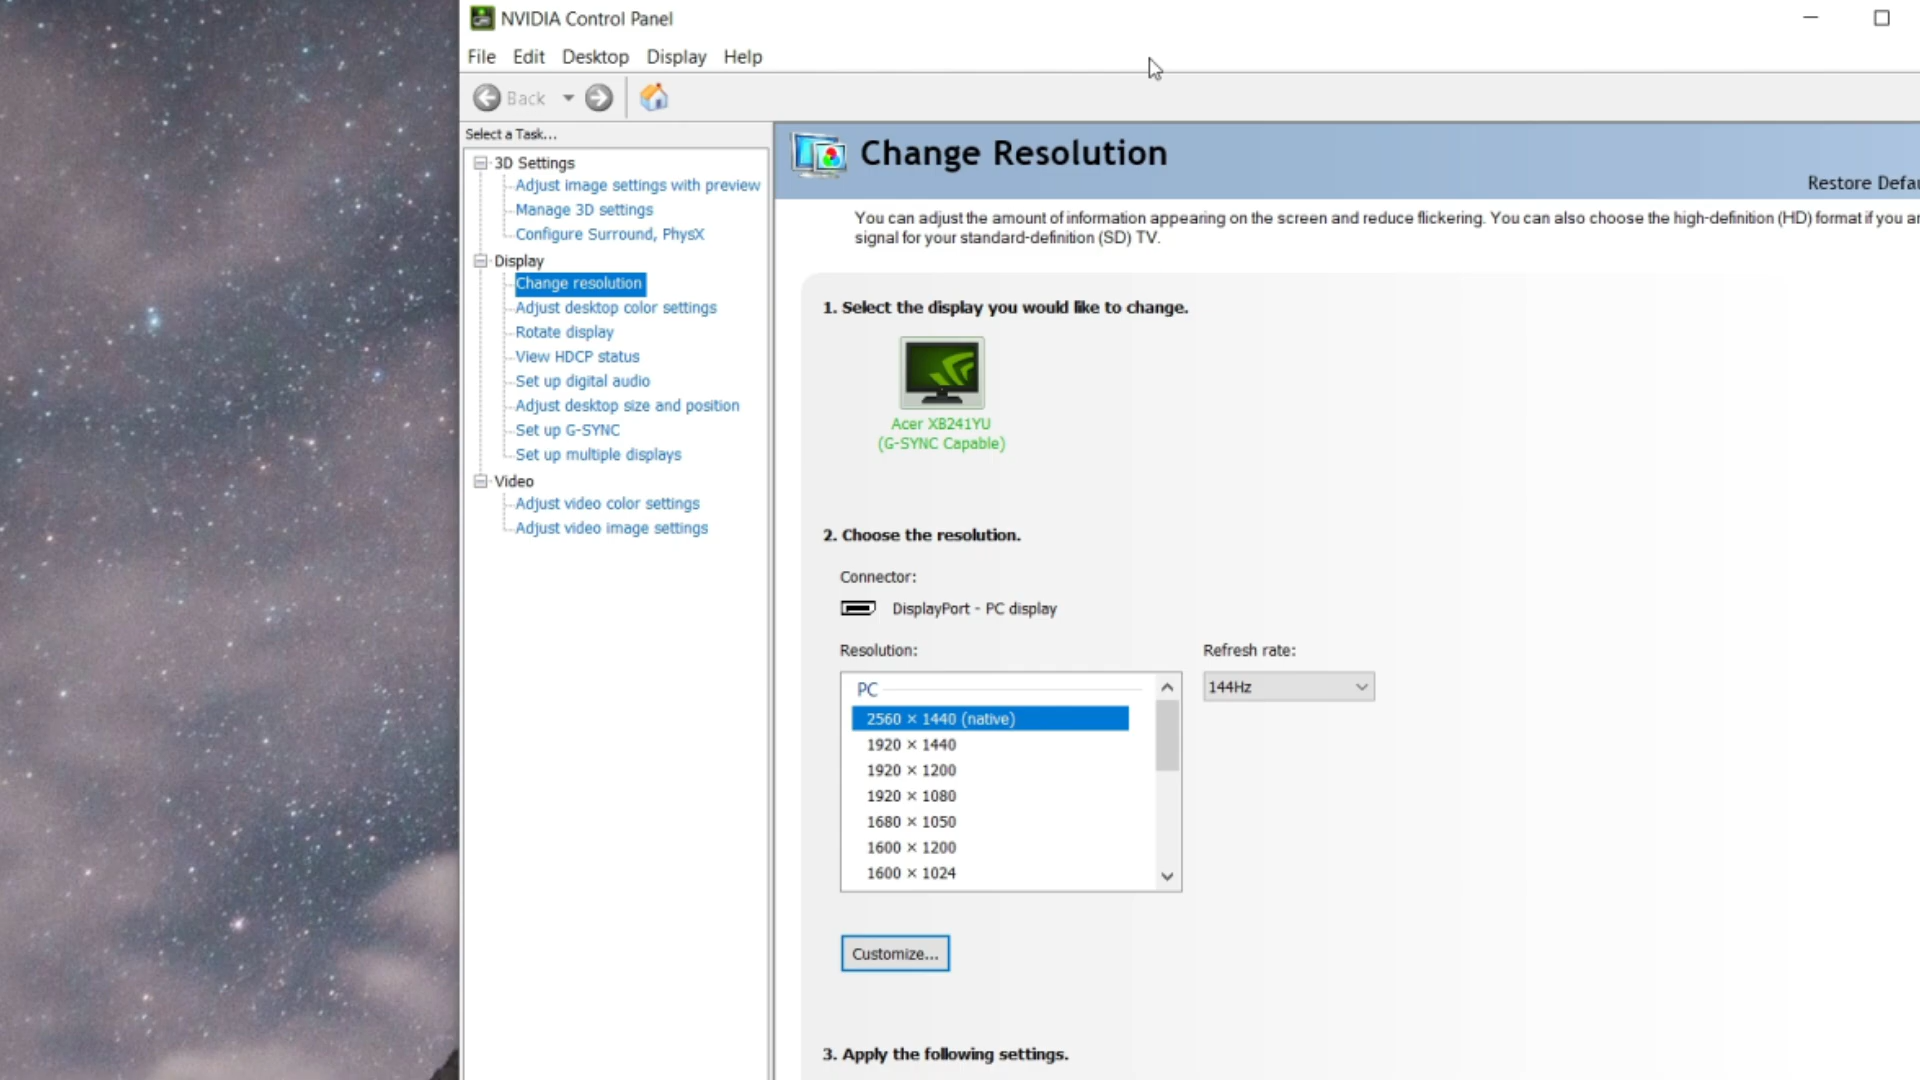 NVIDIA Control Panel
File Edit Desktop Display Help
Back
Select a Task...
3D Settings
Adjust image settings with preview
Manage 3D settings
Configure Surround, PhysX
Display
Change resolution
Adjust desktop color settings
Rotate display
View HDCP status
Set up digital audio
Adjust desktop size and position
Set up G-SYNC
Set up multiple displays
Video
Adjust video color settings
Adjust video image settings
Change Resolution
Restore Defau
You can adjust the amount of information appearing on the screen and reduce flickering. You can also choose the high-definition (HD) format if you ar
signal for your standard-definition (SD) TV.
1. Select the display you would like to change.
Acer XB241YU
(G-SYNC Capable)
2. Choose the resolution.
Connector:
DisplayPort - PC display
Resolution:
PC
2560 × 1440 (native)
1920 × 1440
1920 × 1200
1920 × 1080
1680 × 1050
1600 × 1200
1600 × 1024
Refresh rate:
144Hz
Customize...
3. Apply the following settings.